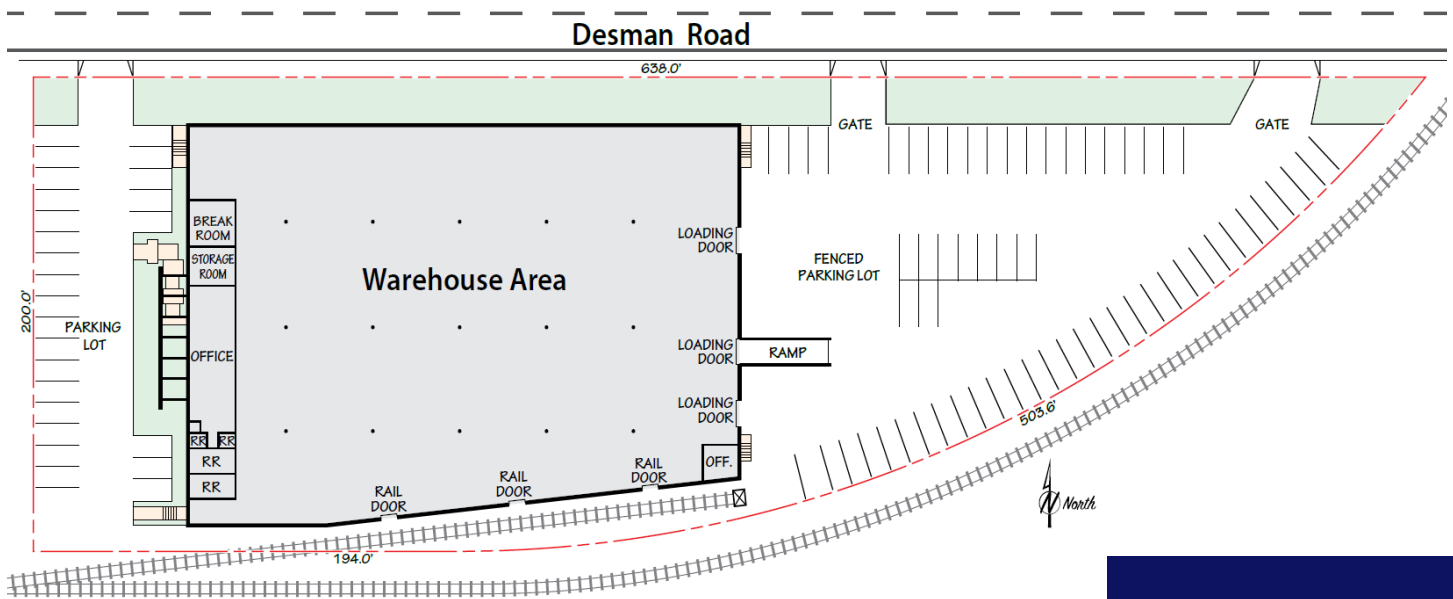 Desman Road
638.0'
GATE
GATE
BREAK
ROOM
STORAGE
ROOM
LOADING
DOOR
Warehouse Area
FENCED
PARKING LOT
200.0'
PARKING
LOT
OFFICE
LOADING
DOOR
RAMP
LOADING
DOOR
503.6'
RR
RR
RR
RR
OFF.
RAIL
DOOR
RAIL
DOOR
RAIL
DOOR
N
North
194.0'